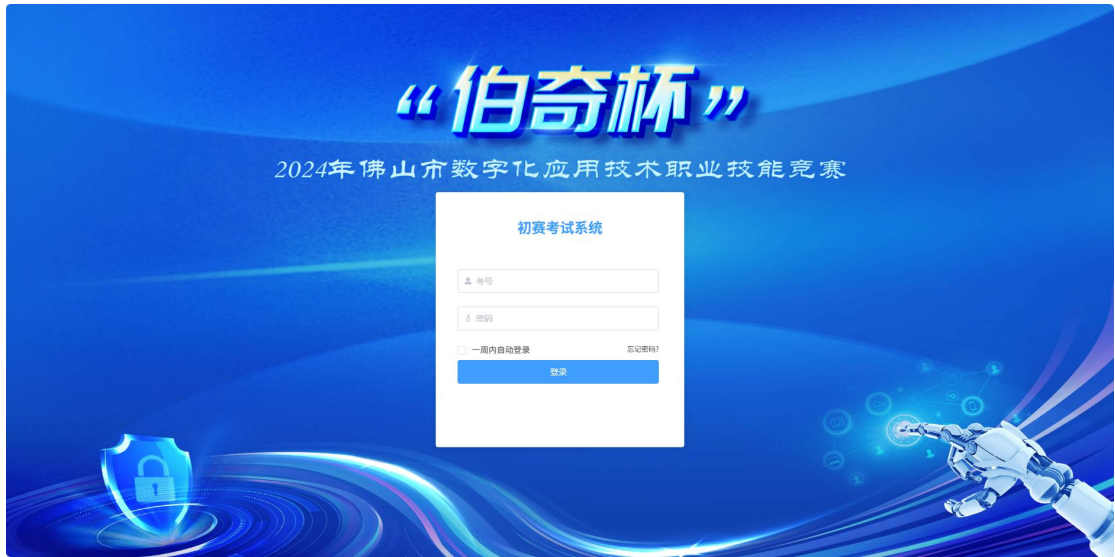 “伯奇杯”
2024年佛山市数字化应用技术职业技能竞赛
初赛考试系统
考号
密码
一周内自动登录
忘记密码?
登录